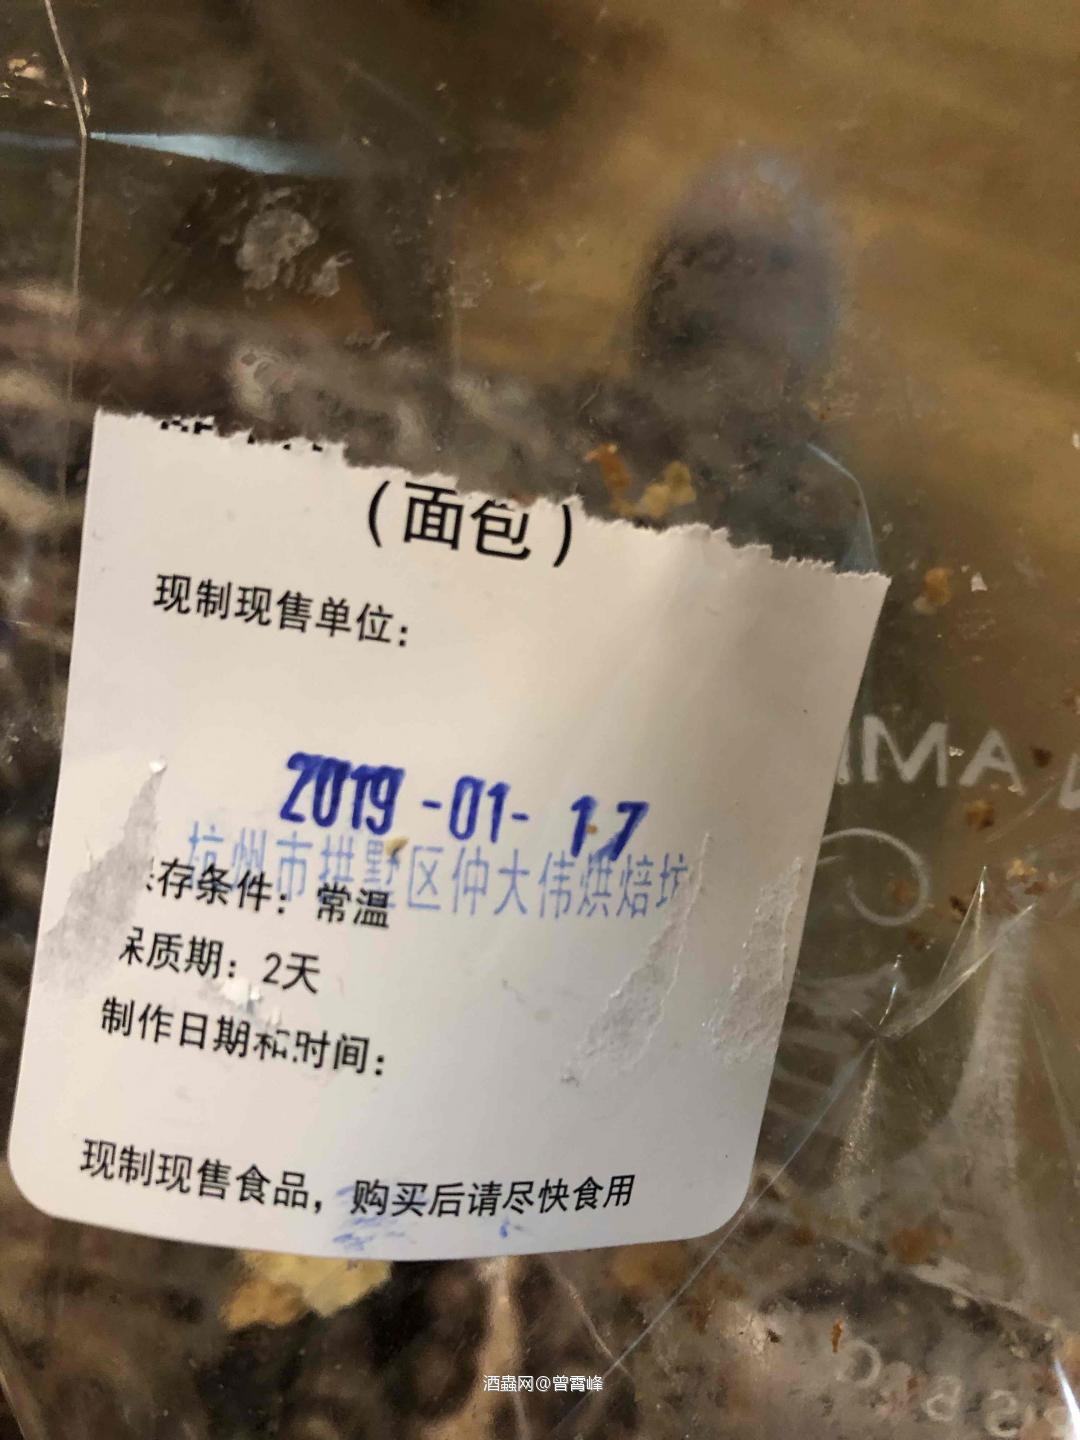 （面包）
现制现售单位：
2019 -01- 17
杭州市拱墅区仲大伟烘焙坊
保存条件：常温
保质期：2天
制作日期和时间：
现制现售食品，购买后请尽快食用
酒蟲网@曾霄峰